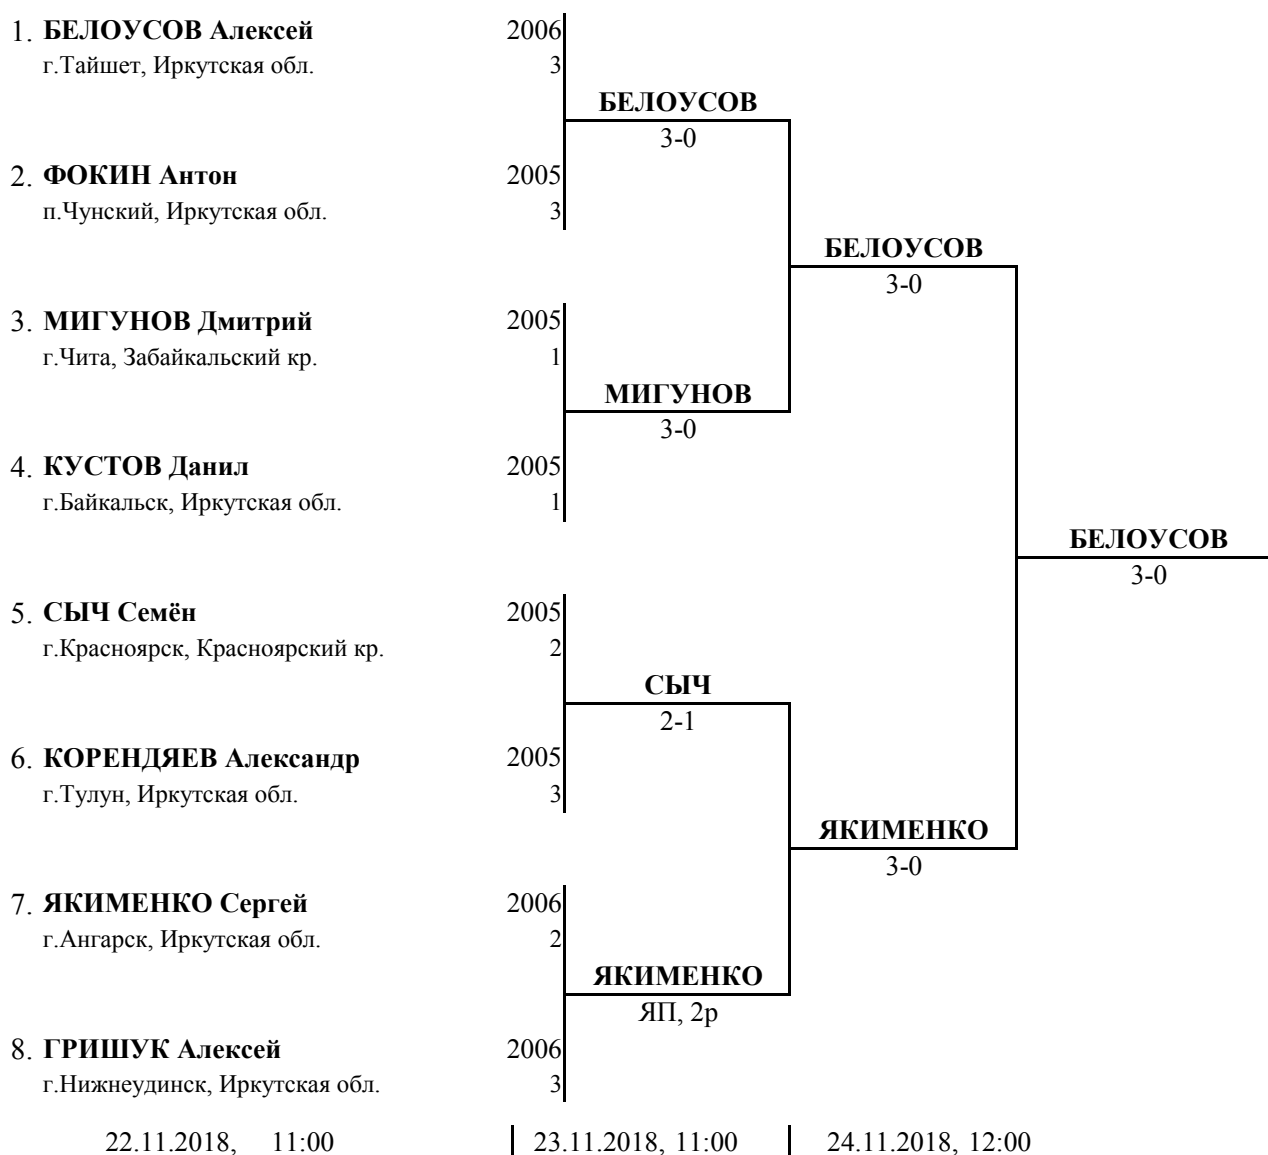 1. БЕЛОУСОВ Алексей 2006
г.Тайшет, Иркутская обл. 3
БЕЛОУСОВ
3-0
2. ФОКИН Антон 2005
п.Чунский, Иркутская обл. 3
БЕЛОУСОВ
3-0
3. МИГУНОВ Дмитрий 2005
г.Чита, Забайкальский кр. 1
МИГУНОВ
3-0
4. КУСТОВ Данил 2005
г.Байкальск, Иркутская обл. 1
БЕЛОУСОВ
3-0
5. СЫЧ Семён 2005
г.Красноярск, Красноярский кр. 2
СЫЧ
2-1
6. КОРЕНДЯЕВ Александр 2005
г.Тулун, Иркутская обл. 3
ЯКИМЕНКО
3-0
7. ЯКИМЕНКО Сергей 2006
г.Ангарск, Иркутская обл. 2
ЯКИМЕНКО
ЯП, 2р
8. ГРИШУК Алексей 2006
г.Нижнеудинск, Иркутская обл. 3
22.11.2018, 11:00 23.11.2018, 11:00 24.11.2018, 12:00